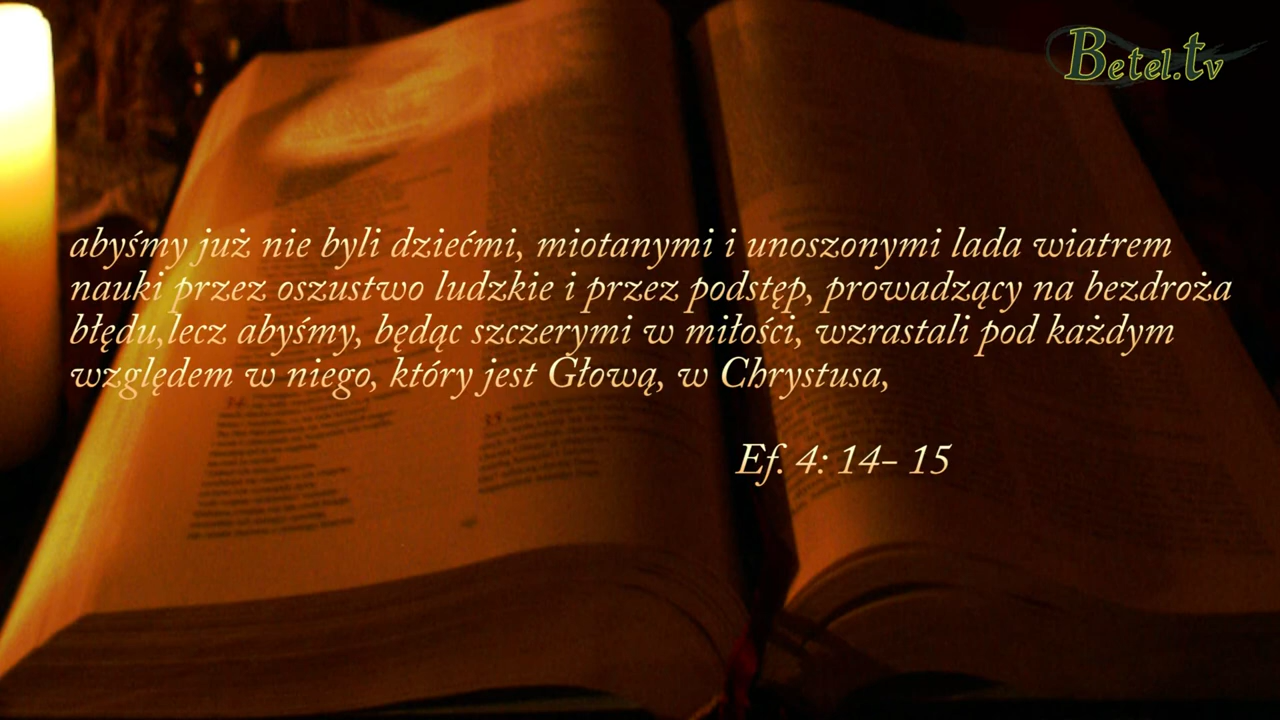 Betel.tv
abyśmy już nie byli dziećmi, miotanymi i unoszonymi lada wiatrem
nauki przez oszustwo ludzkie i przez podstęp, prowadzący na bezdroża
błędu,lecz abyśmy, będąc szczerymi w miłości, wzrastali pod każdym
względem w niego, który jest Głową, w Chrystusa,
Ef. 4: 14- 15